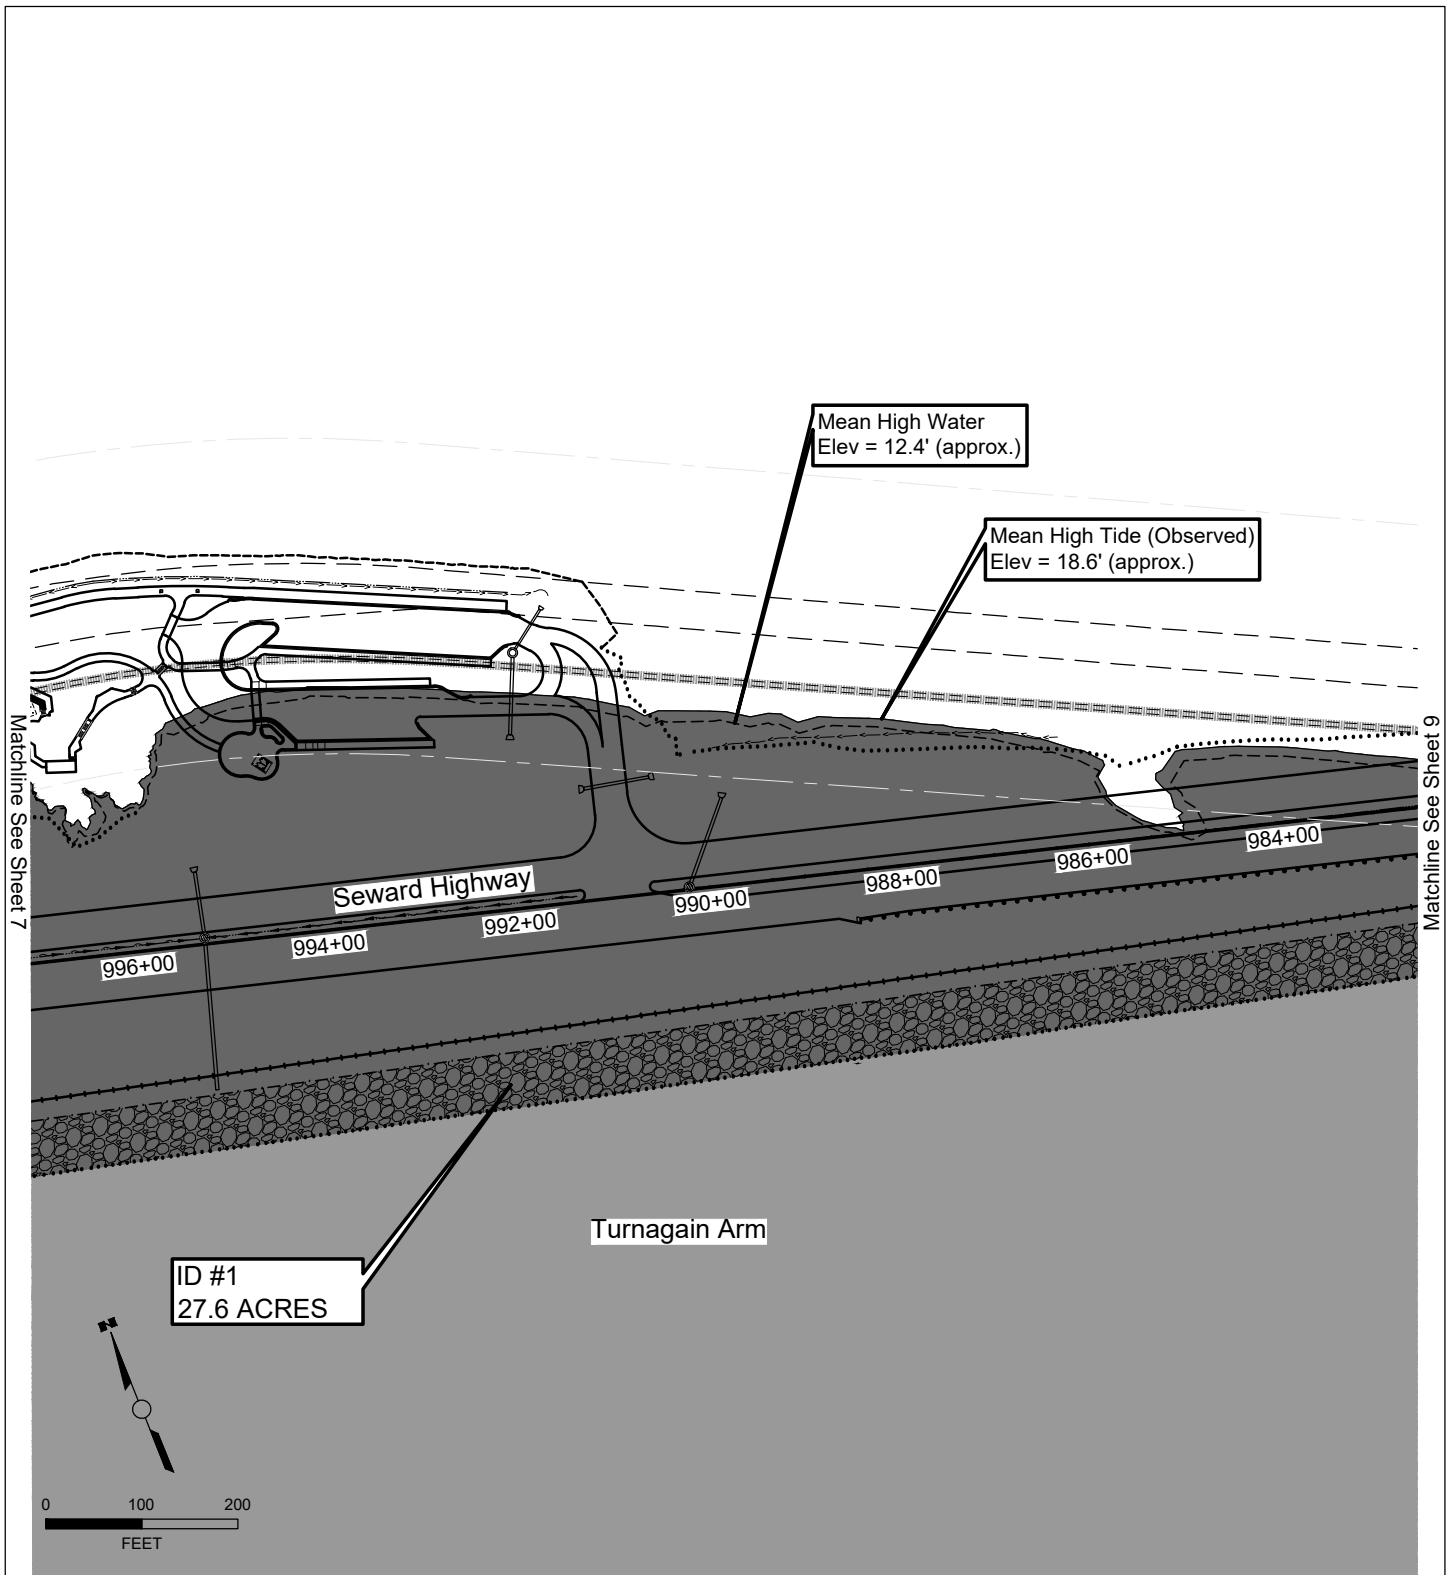 Mean High Water
Elev = 12.4' (approx.)
Mean High Tide (Observed)
Elev = 18.6' (approx.)
Matchline See Sheet 7
Matchline See Sheet 9
Seward Highway
996+00
994+00
992+00
990+00
988+00
986+00
984+00
Turnagain Arm
ID #1
27.6 ACRES
N
0 100 200
FEET